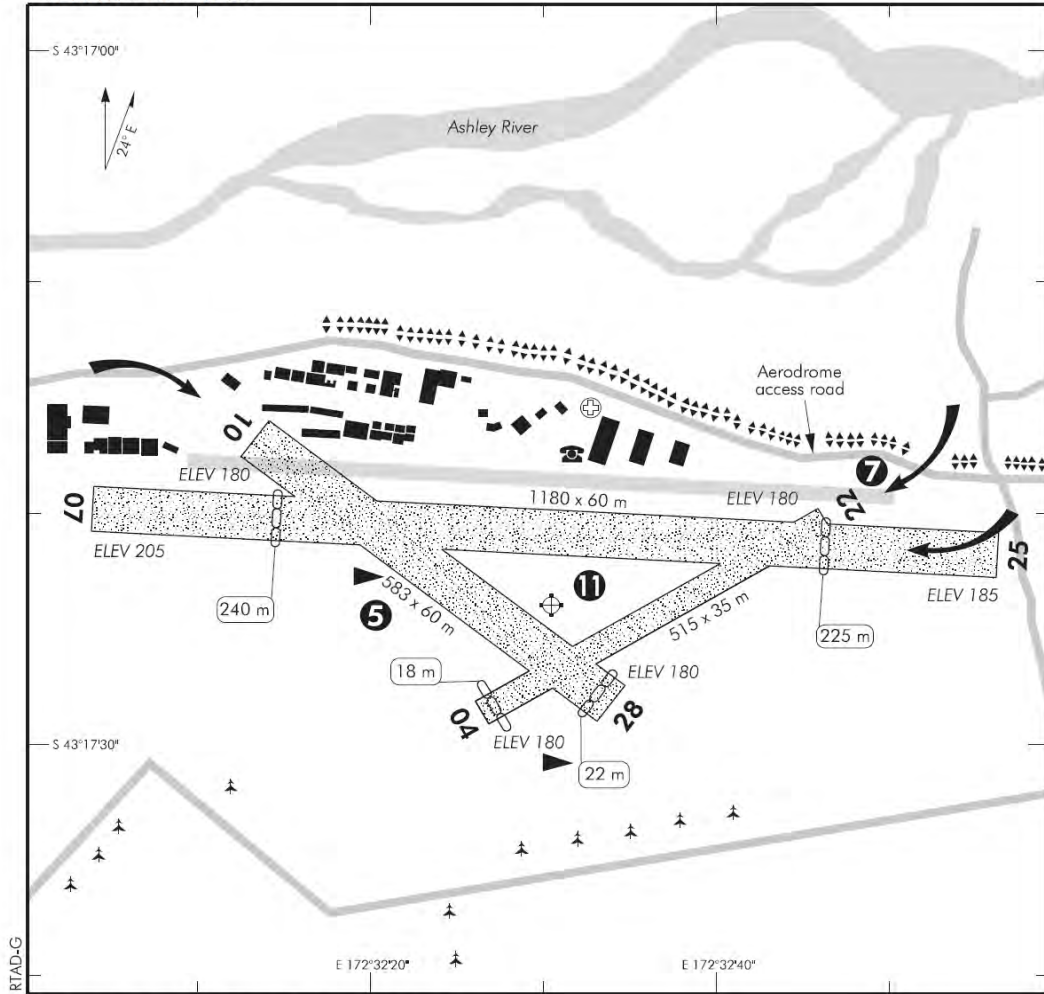 S 43°17'00"
24° E
Ashley River
Aerodrome
access road
10
7
22
ELEV 180
1180 x 60 m
ELEV 180
07
25
ELEV 205
11
ELEV 185
583 x 60 m
5
515 x 35 m
240 m
225 m
18 m
ELEV 180
04
28
ELEV 180
S 43°17'30"
22 m
RTAD-G
E 172°32'20"
E 172°32'40"